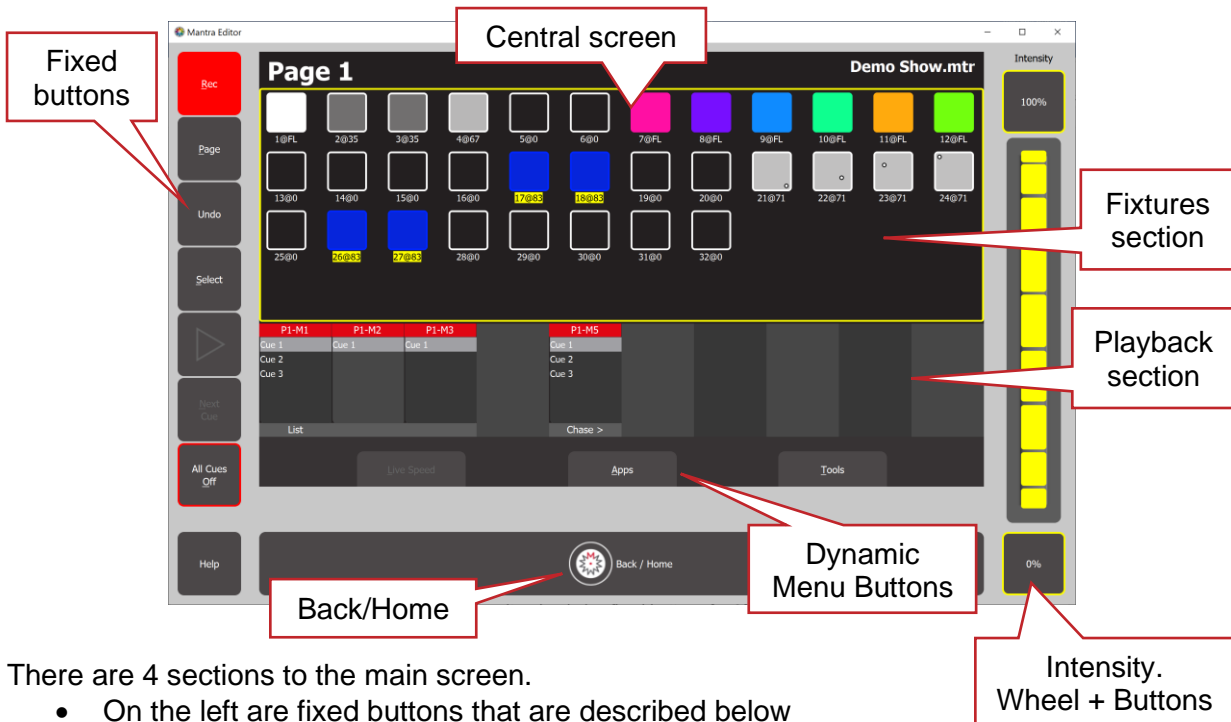 Mantra Editor
Central screen
Fixed
buttons
Rec
Page
Undo
Select
Next
Cue
All Cues
Off
Help
Page 1
Demo Show.mtr
1@FL 2@35 3@35 4@67 5@0 6@0 7@FL 8@FL 9@FL 10@FL 11@FL 12@FL
13@0 14@0 15@0 16@0 17@83 18@83 19@0 20@0 21@71 22@71 23@71 24@71
25@0 26@83 27@83 28@0 29@0 30@0 31@0 32@0
P1-M1 P1-M2 P1-M3 P1-M5
Cue 1 Cue 1 Cue 1 Cue 1
Cue 2 Cue 2
Cue 3 Cue 3
List Chase >
Live Speed Apps Tools
Back / Home
Intensity
100%
0%
Fixtures
section
Playback
section
Dynamic
Menu Buttons
Back/Home
Intensity.
Wheel + Buttons
There are 4 sections to the main screen.
• On the left are fixed buttons that are described below